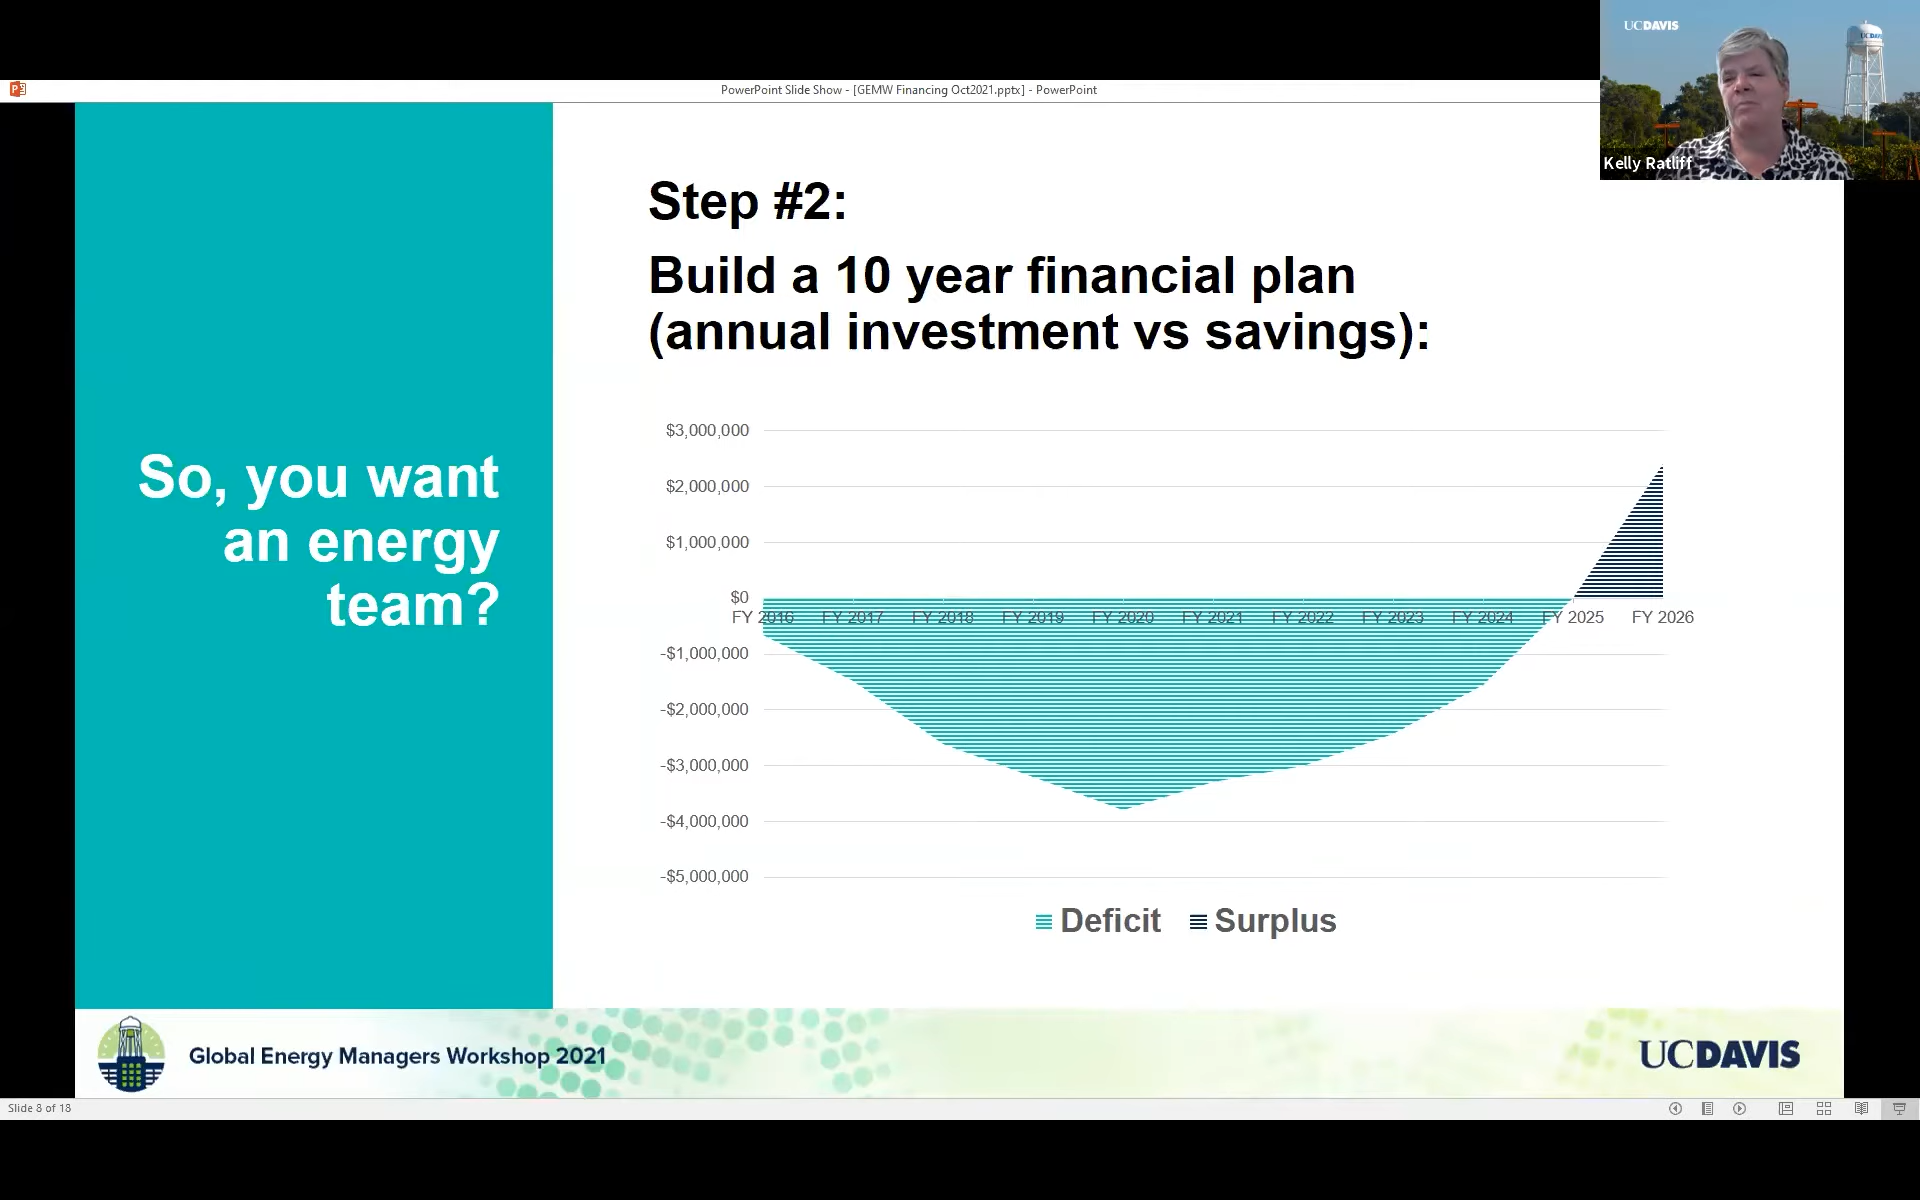 UCDAVIS
UCDAVIS
Kelly Ratliff
PowerPoint Slide Show - [GEMW Financing Oct2021.pptx] - PowerPoint
So, you want
an energy
team?
Step #2:
Build a 10 year financial plan
(annual investment vs savings):
$3,000,000
$2,000,000
$1,000,000
$0
FY 2016 FY 2017 FY 2018 FY 2019 FY 2020 FY 2021 FY 2022 FY 2023 FY 2024 FY 2025 FY 2026
-$1,000,000
-$2,000,000
-$3,000,000
-$4,000,000
-$5,000,000
Deficit Surplus
Global Energy Managers Workshop 2021
UCDAVIS
Slide 8 of 18